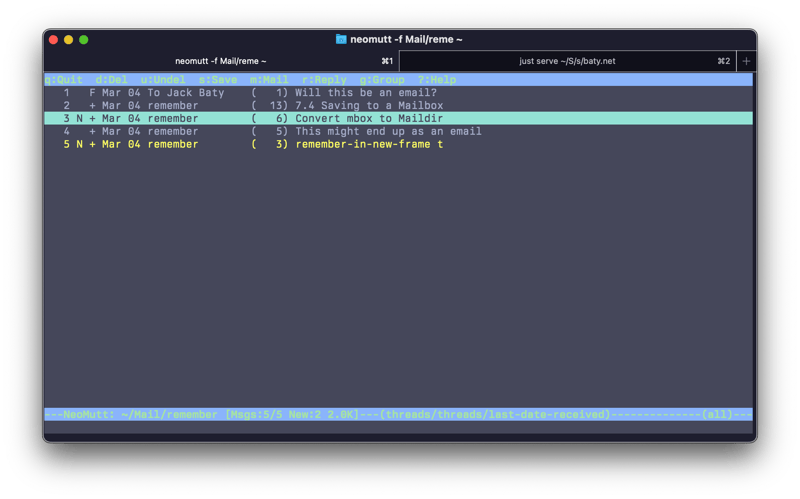 neomutt -f Mail/reme ~
neomutt -f Mail/reme ~ ⌘1 just serve ~/S/s/baty.net ⌘2 +
q:Quit  d:Del  u:Undel  s:Save  m:Mail  r:Reply  g:Group  ?:Help
1   F Mar 04 To Jack Baty    (   1) Will this be an email?
2   + Mar 04 remember        (  13) 7.4 Saving to a Mailbox
3 N + Mar 04 remember        (   6) Convert mbox to Maildir
4   + Mar 04 remember        (   5) This might end up as an email
5 N + Mar 04 remember        (   3) remember-in-new-frame t
---NeoMutt: ~/Mail/remember [Msgs:5/5 New:2 2.0K]---(threads/threads/last-date-received)--------------(all)---